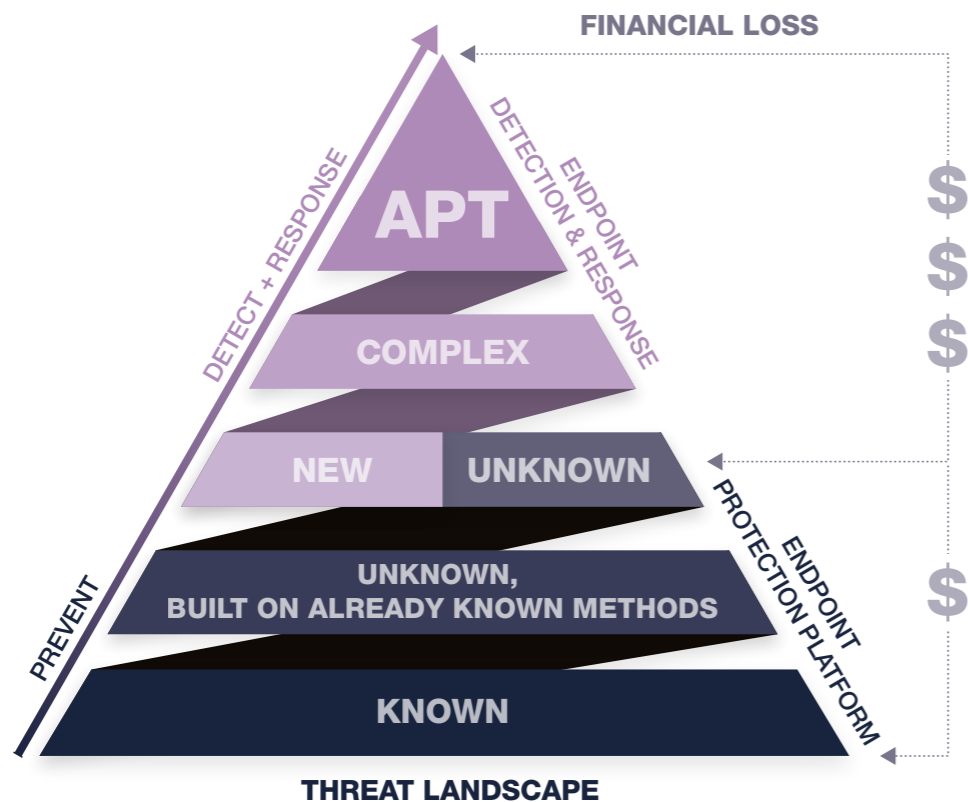 FINANCIAL LOSS
DETECT + RESPONSE
ENDPOINT
DETECTION & RESPONSE
APT
$
$
$
COMPLEX
NEW
UNKNOWN
PREVENT
ENDPOINT
PROTECTION PLATFORM
UNKNOWN,
BUILT ON ALREADY KNOWN METHODS
$
KNOWN
THREAT LANDSCAPE